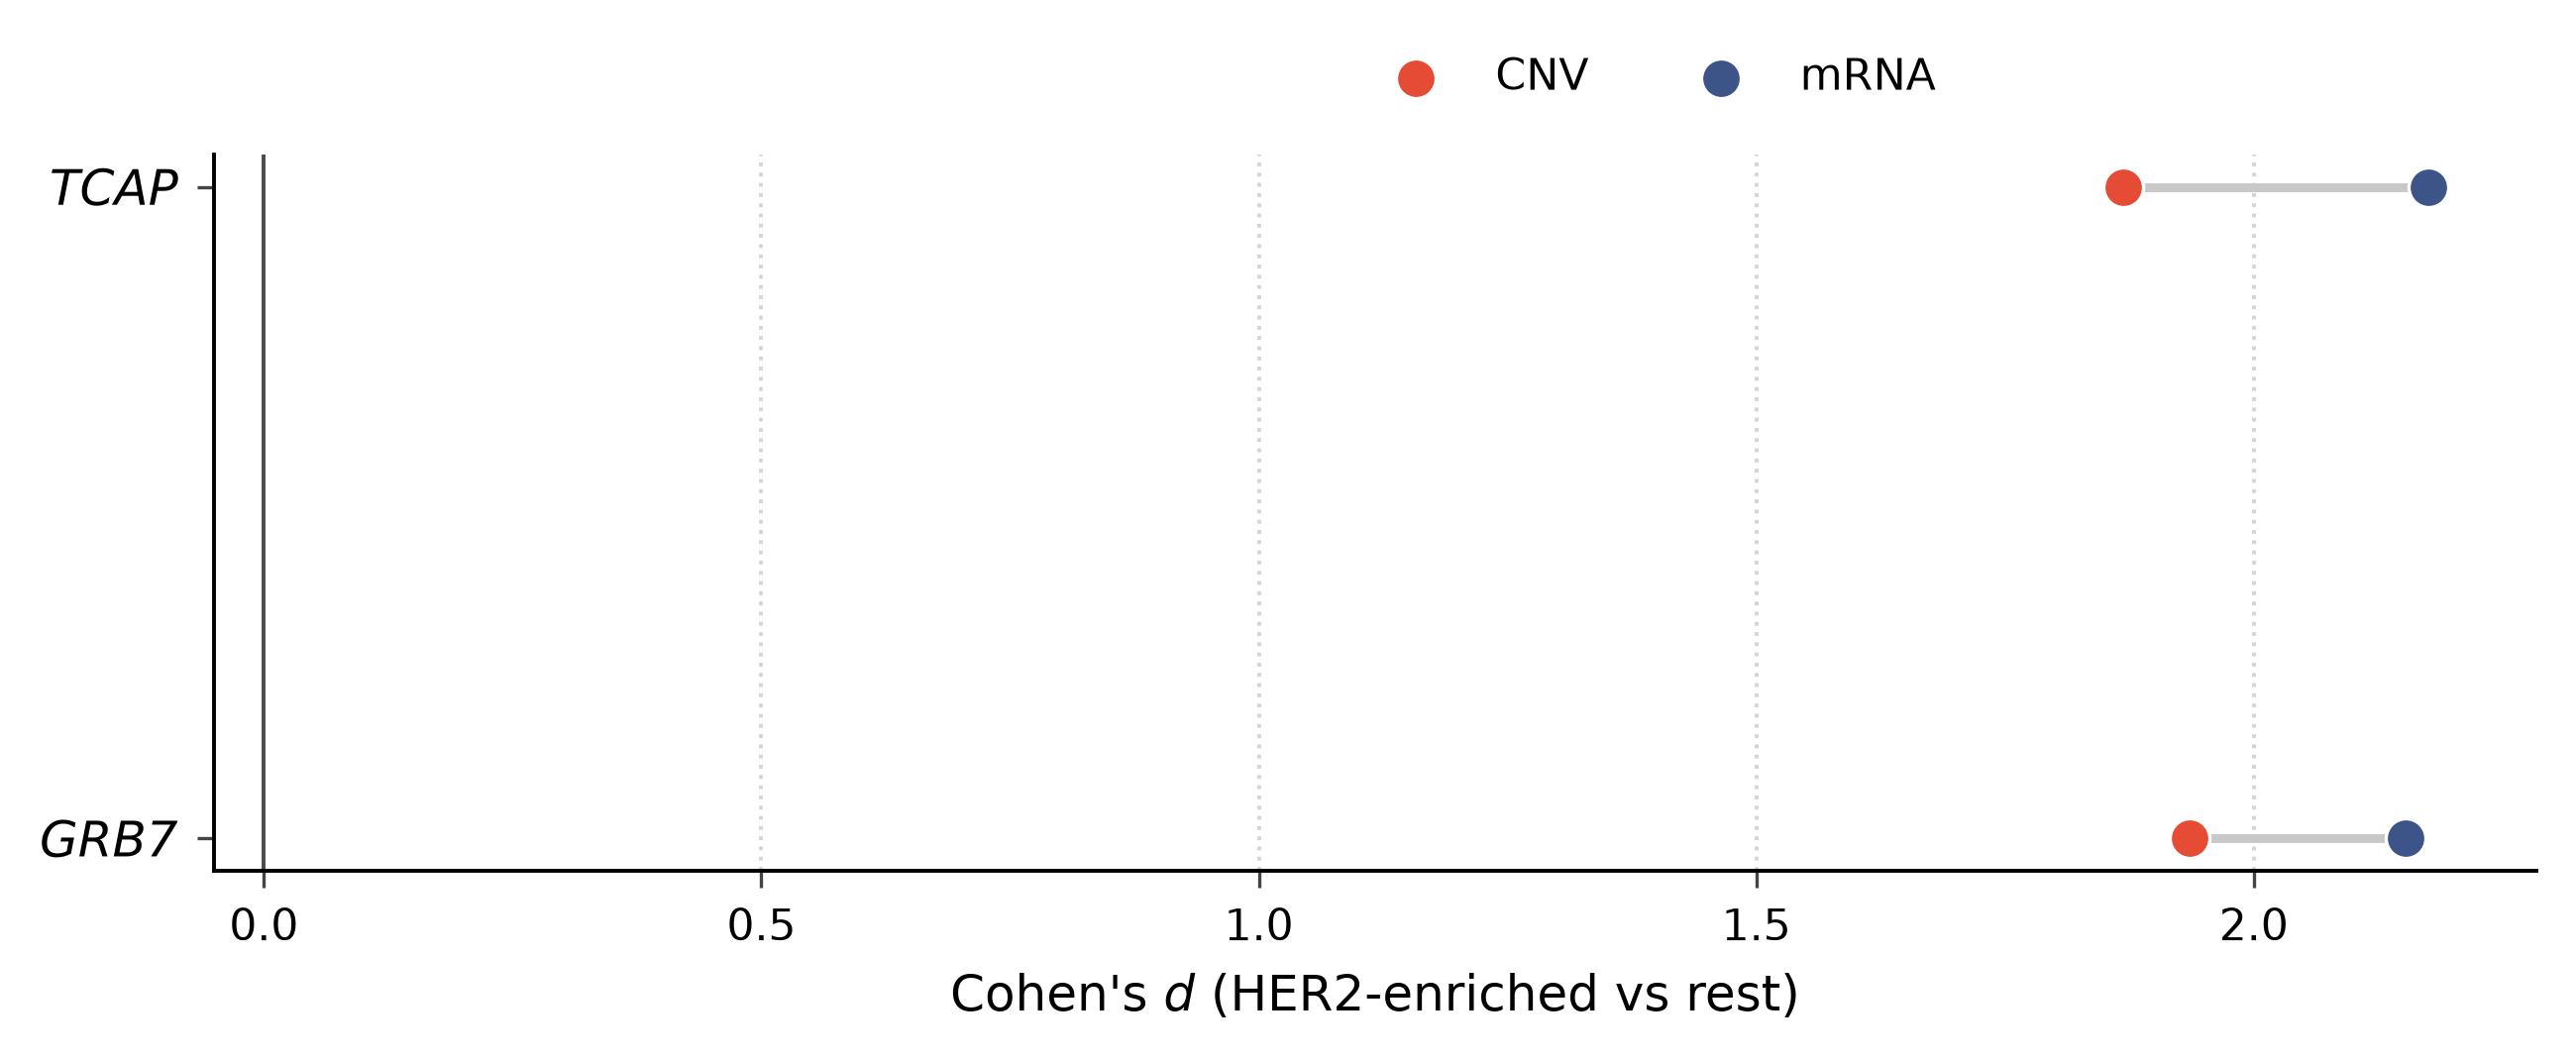 CNV mRNA
TCAP
GRB7
0.0 0.5 1.0 1.5 2.0
Cohen's d (HER2-enriched vs rest)